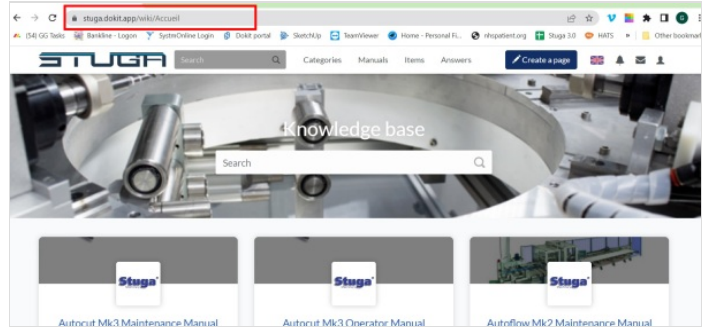 stuga.dokit.app/wiki/Accueil
(54) GG Tasks Bankline - Logon SystmOnline Login Dokit portal SketchUp TeamViewer Home - Personal Fi... nhspatient.org Stuga 3.0 HATS » Other bookmar
STUGA Search Categories Manuals Items Answers Create a page
Knowledge base
Search
Stuga Stuga Stuga
Autocut Mk3 Maintenance Manual Autocut Mk3 Operator Manual Autoflow Mk2 Maintenance Manual